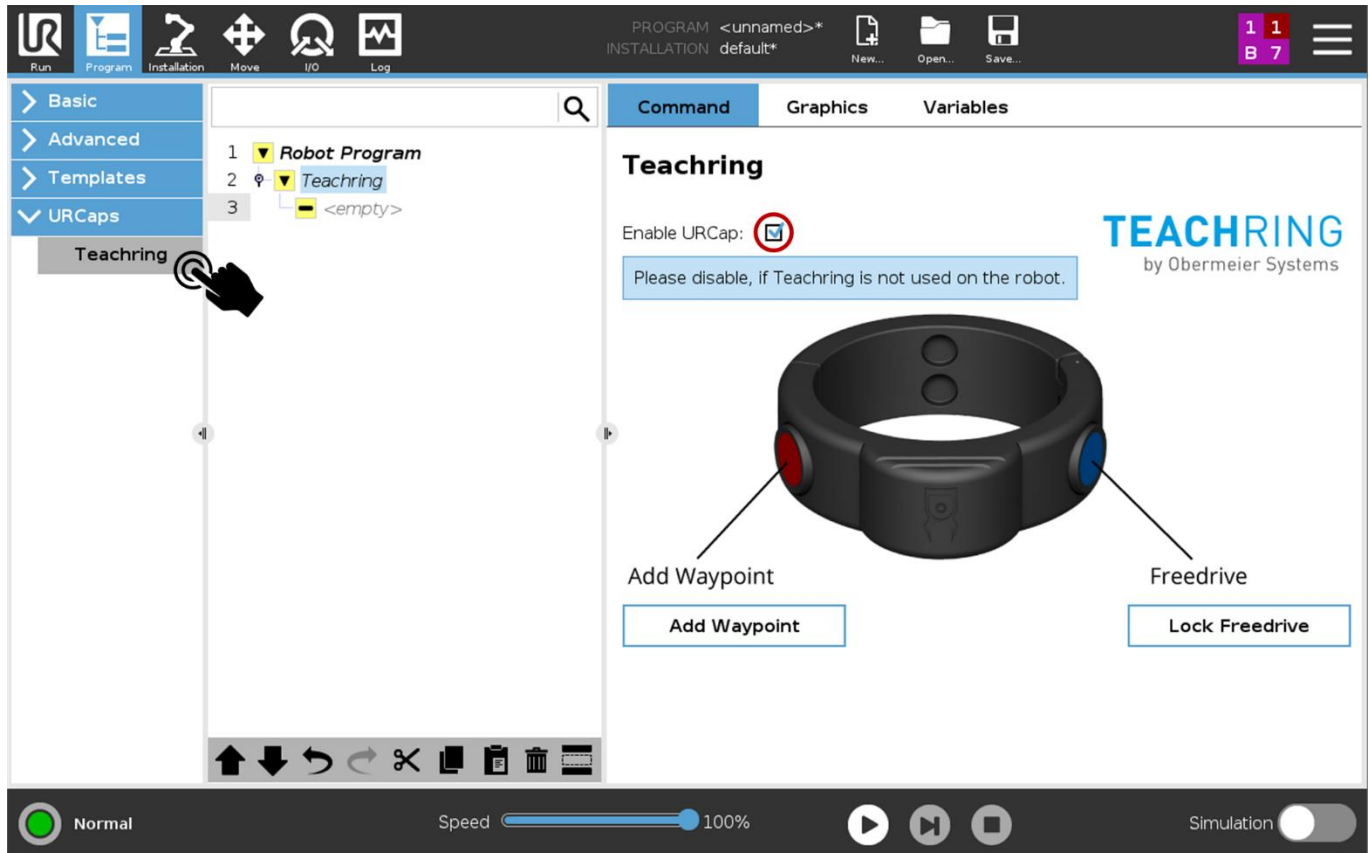 UR
PROGRAM <unnamed>*
INSTALLATION default*
1 1
B 7
Run Program Installation Move I/O Log New... Open... Save...
Basic
Advanced
Templates
URCaps
Teachring
1 Robot Program
2 Teachring
3 <empty>
Command Graphics Variables
Teachring
Enable URCap:
Please disable, if Teachring is not used on the robot.
TEACHRING
by Obermeier Systems
Add Waypoint Freedrive
Add Waypoint Lock Freedrive
Normal Speed 100% Simulation